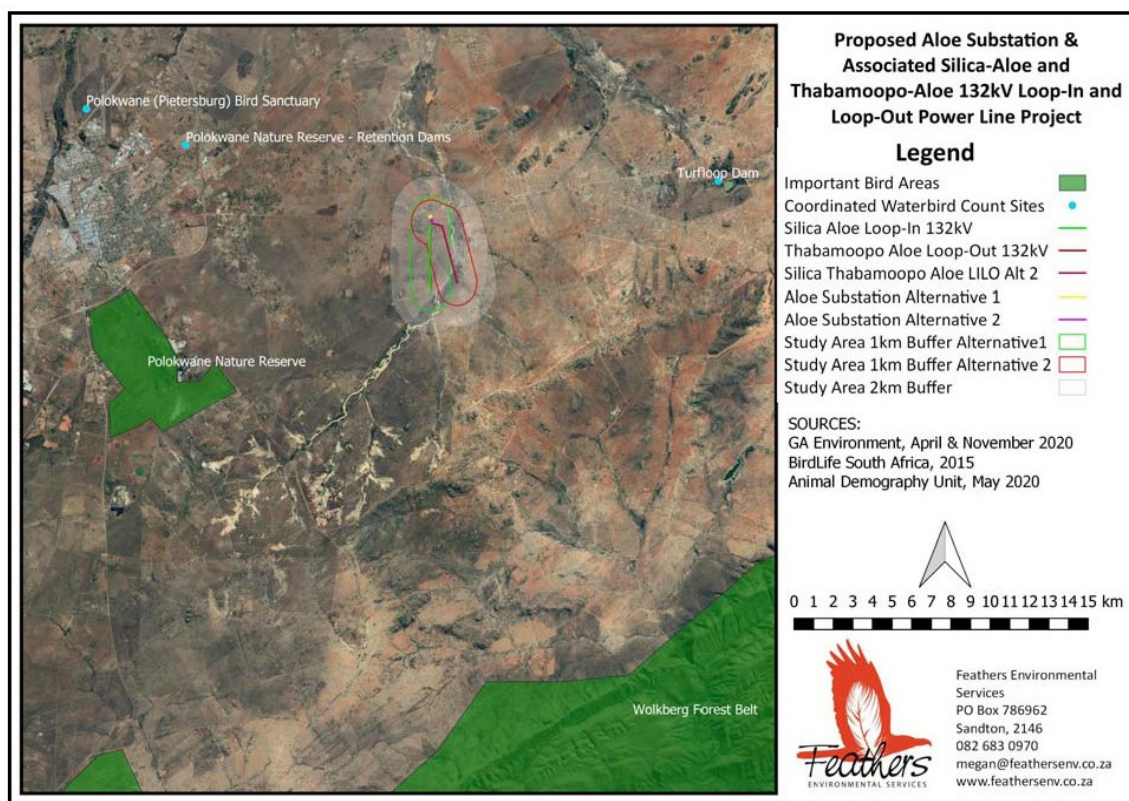 Proposed Aloe Substation &
Associated Silica-Aloe and
Thabamoopo-Aloe 132kV Loop-In and
Loop-Out Power Line Project
Legend
Important Bird Areas
Coordinated Waterbird Count Sites
Silica Aloe Loop-In 132kV
Thabamoopo Aloe Loop-Out 132kV
Silica Thabamoopo Aloe LILO Alt 2
Aloe Substation Alternative 1
Aloe Substation Alternative 2
Study Area 1km Buffer Alternative1
Study Area 1km Buffer Alternative 2
Study Area 2km Buffer
SOURCES:
GA Environment, April & November 2020
BirdLife South Africa, 2015
Animal Demography Unit, May 2020
0 1 2 3 4 5 6 7 8 9 10 11 12 13 14 15 km
Feathers
ENVIRONMENTAL SERVICES
Feathers Environmental
Services
PO Box 786962
Sandton, 2146
082 683 0970
megan@feathersenv.co.za
www.feathersenv.co.za
Polokwane (Pietersburg) Bird Sanctuary
Polokwane Nature Reserve - Retention Dams
Turfloop Dam
Polokwane Nature Reserve
Wolkberg Forest Belt